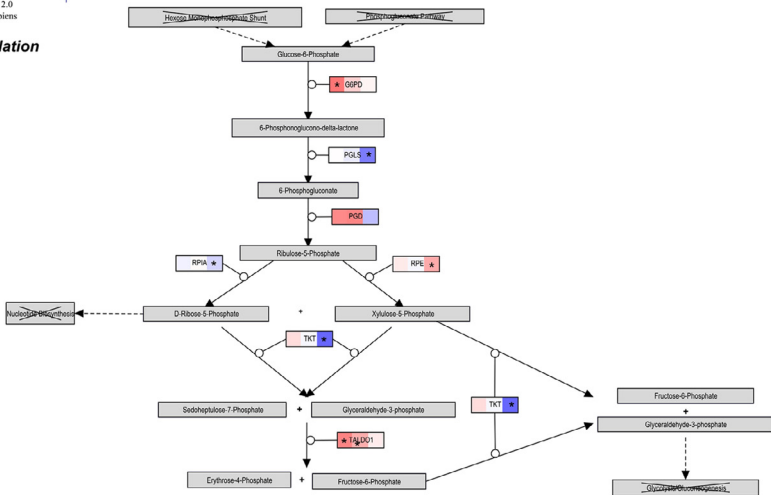 2.0
piens
lation
Hexose Monophosphate Shunt
Phosphogluconate Pathway
Glucose-6-Phosphate
* G6PD
6-Phosphonoglucono-delta-lactone
PGLS *
6-Phosphogluconate
PGD
Ribulose-5-Phosphate
RPIA *
RPE *
Nucleotide Biosynthesis
D-Ribose-5-Phosphate + Xylulose-5-Phosphate
TKT *
TKT *
Sedoheptulose-7-Phosphate + Glyceraldehyde-3-phosphate
Fructose-6-Phosphate
+
Glyceraldehyde-3-phosphate
* TALDO1 *
Erythrose-4-Phosphate + Fructose-6-Phosphate
Glycolysis/Gluconeogenesis